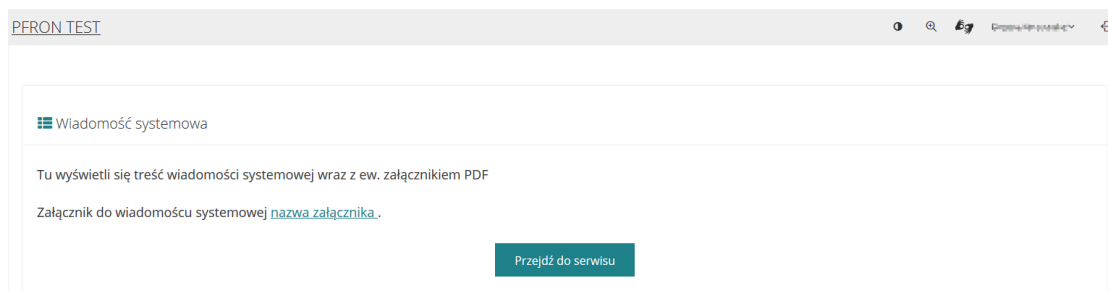 PFRON TEST
Wiadomość systemowa
Tu wyświetli się treść wiadomości systemowej wraz z ew. załącznikiem PDF
Załącznik do wiadomoścu systemowej nazwa załącznika .
Przejdź do serwisu